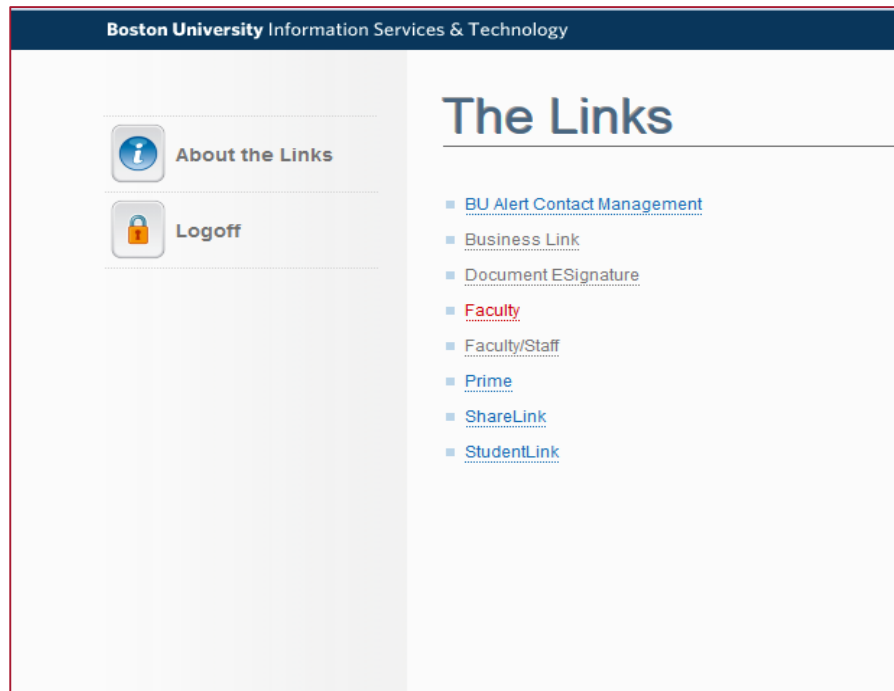 Boston University Information Services & Technology
About the Links
Logoff
The Links
BU Alert Contact Management
Business Link
Document ESignature
Faculty
Faculty/Staff
Prime
ShareLink
StudentLink